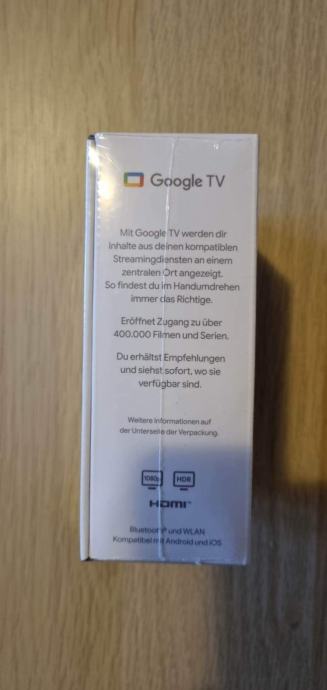 Google TV
Mit Google TV werden dir
Inhalte aus deinen kompatiblen
Streamingdiensten an einem
zentralen Ort angezeigt.
So findest du im Handumdrehen
immer das Richtige.
Eröffnet Zugang zu über
400.000 Filmen und Serien.
Du erhältst Empfehlungen
und siehst sofort, wo sie
verfügbar sind.
Weitere Informationen auf
der Unterseite der Verpackung.
1080p HDR
HDMI™
Bluetooth® und WLAN
Kompatibel mit Android und iOS